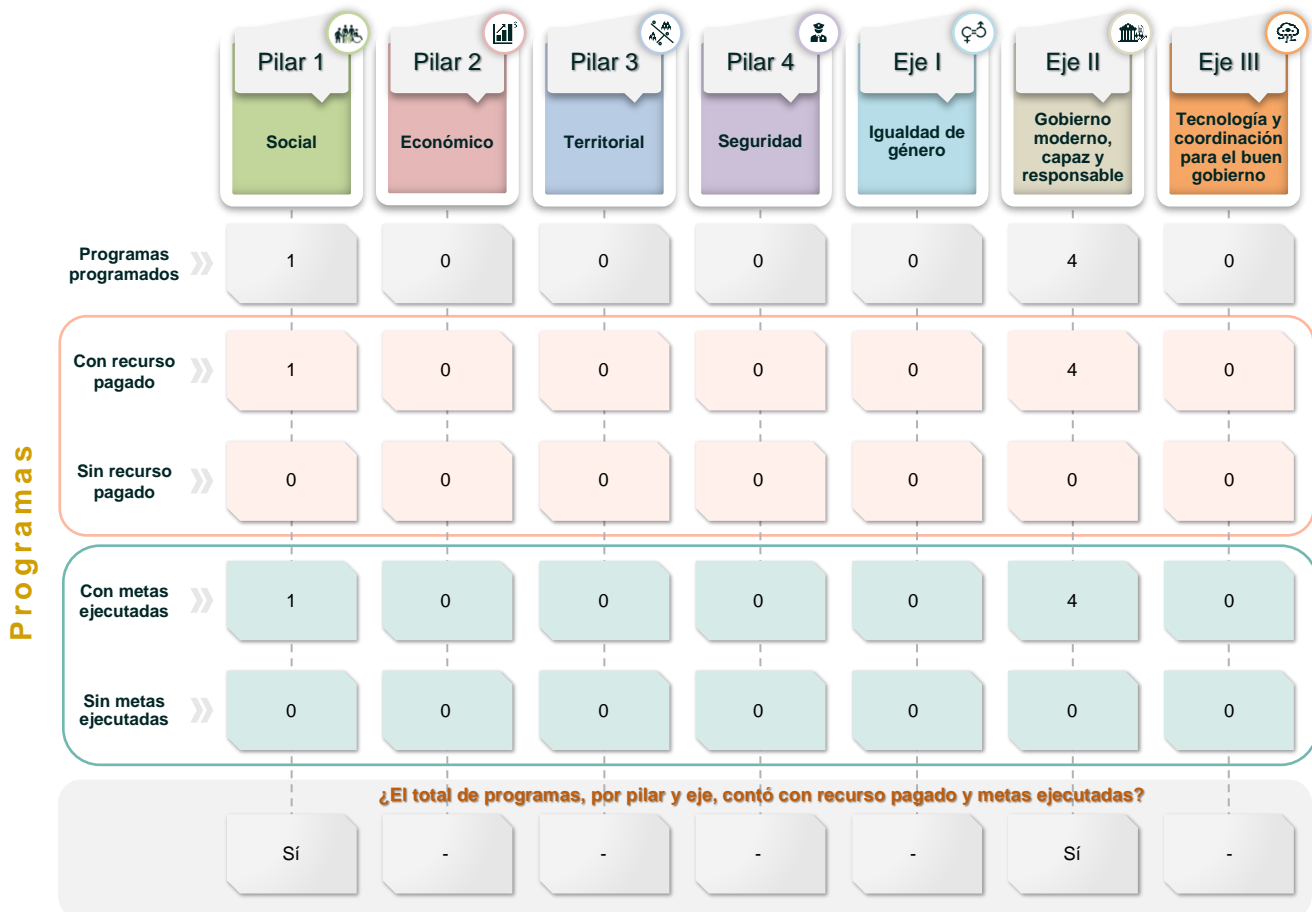 Pilar 1
Pilar 2
Pilar 3
Pilar 4
Eje I
Eje II
Eje III
Social
Económico
Territorial
Seguridad
Igualdad de
género
Gobierno
moderno,
capaz y
responsable
Tecnología y
coordinación
para el buen
gobierno
Programas
Programas
programados
1 0 0 0 0 4 0
Con recurso
pagado
1 0 0 0 0 4 0
Sin recurso
pagado
0 0 0 0 0 0 0
Con metas
ejecutadas
1 0 0 0 0 4 0
Sin metas
ejecutadas
0 0 0 0 0 0 0
¿El total de programas, por pilar y eje, contó con recurso pagado y metas ejecutadas?
Sí - - - - Sí -